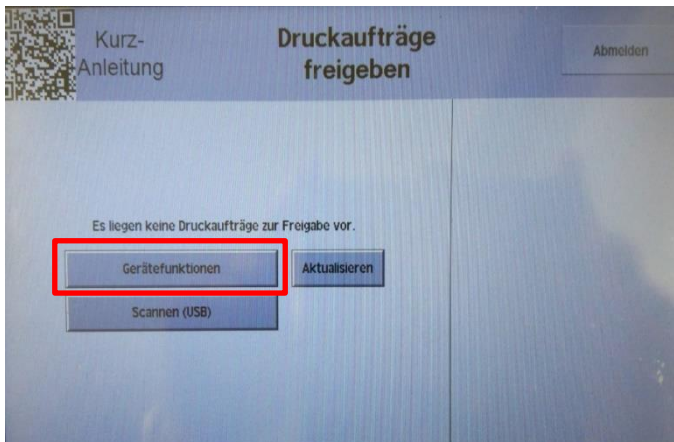 Kurz-
Anleitung
Druckaufträge
freigeben
Abmelden
Es liegen keine Druckaufträge zur Freigabe vor.
Gerätefunktionen
Aktualisieren
Scannen (USB)